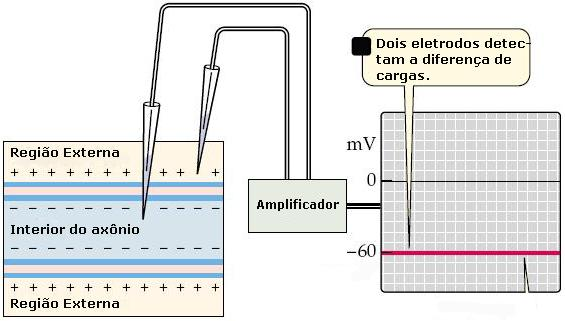 Dois eletrodos detec-
tam a diferença de
cargas.
Região Externa
+ + + + + + + + + + + +
– – – – – – – – – – –
Interior do axônio
– – – – – – – – – – –
+ + + + + + + + + + + +
Região Externa
Amplificador
mV
0
–60